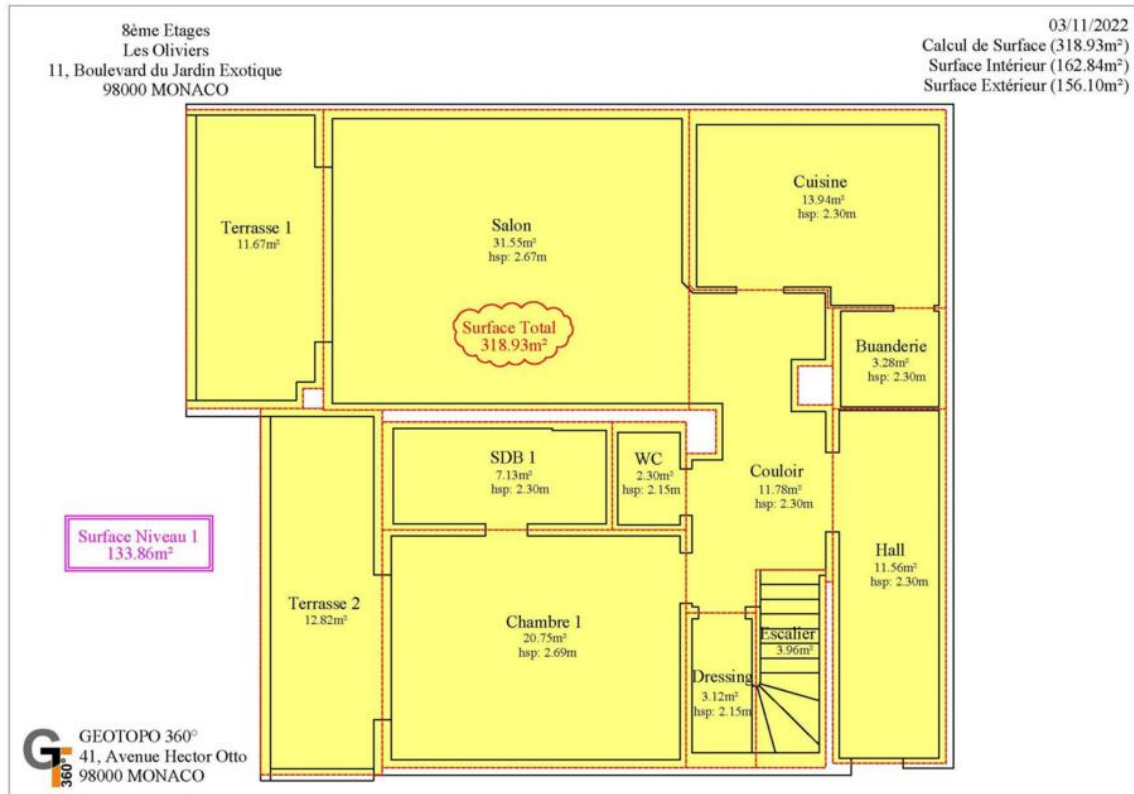 8ème Etages
Les Oliviers
11, Boulevard du Jardin Exotique
98000 MONACO
03/11/2022
Calcul de Surface (318.93m²)
Surface Intérieur (162.84m²)
Surface Extérieur (156.10m²)
Terrasse 1
11.67m²
Salon
31.55m²
hsp: 2.67m
Cuisine
13.94m²
hsp: 2.30m
Surface Total
318.93m²
Buanderie
3.28m²
hsp: 2.30m
SDB 1
7.13m²
hsp: 2.30m
WC
2.30m²
hsp: 2.15m
Couloir
11.78m²
hsp: 2.30m
Surface Niveau 1
133.86m²
Hall
11.56m²
hsp: 2.30m
Terrasse 2
12.82m²
Chambre 1
20.75m²
hsp: 2.69m
Escalier
3.96m²
Dressing
3.12m²
hsp: 2.15m
GT
360°
GEOTOPO 360°
41, Avenue Hector Otto
98000 MONACO